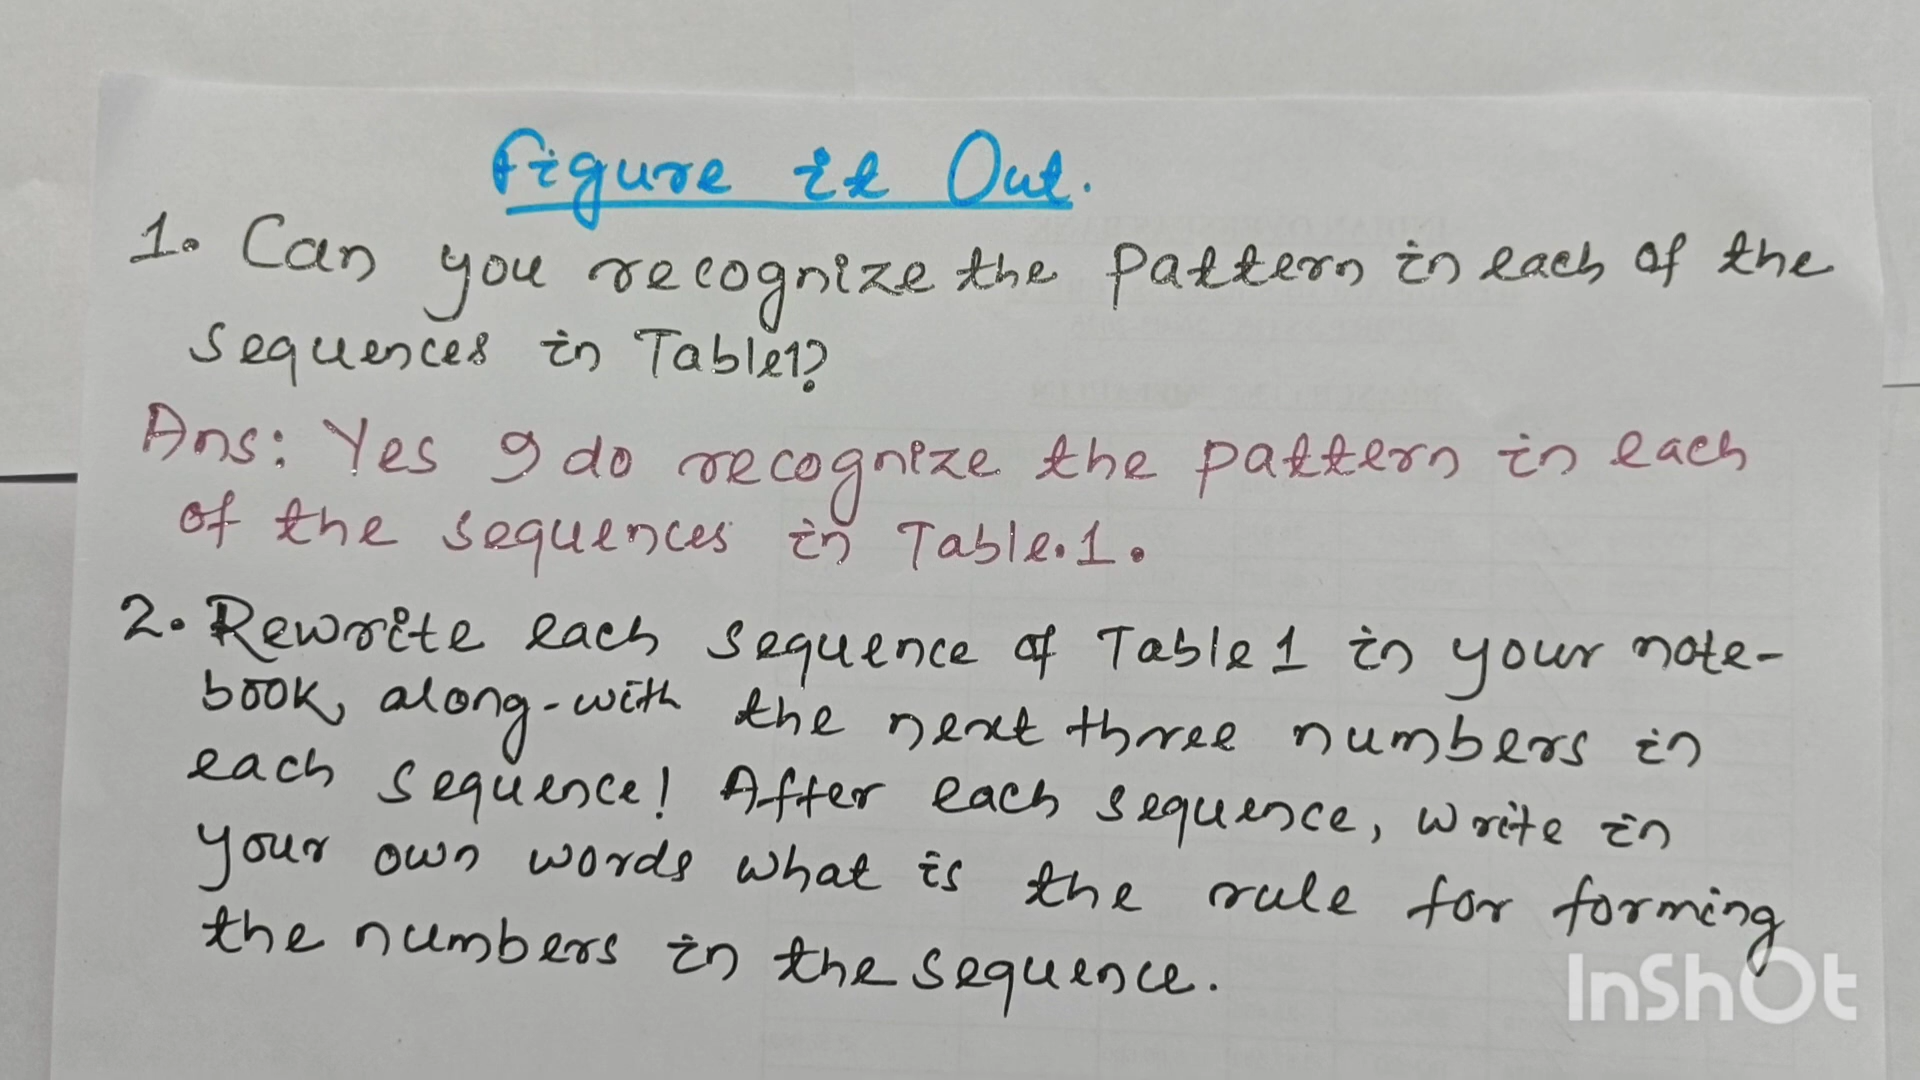 Figure it Out.
1. Can you recognize the pattern in each of the
sequences in Table1?
Ans: Yes I do recognize the pattern in each
of the sequences in Table.1.
2. Rewrite each sequence of Table 1 in your note-
book, along-with the next three numbers in
each sequence! After each sequence, write in
your own words what is the rule for forming
the numbers in the sequence.
InShOt